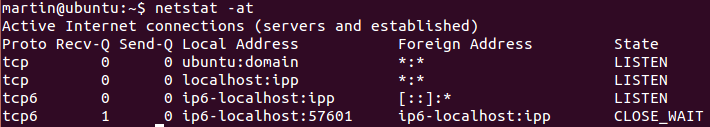 martin@ubuntu:~$ netstat -at
Active Internet connections (servers and established)
Proto Recv-Q Send-Q Local Address           Foreign Address         State
tcp        0      0 ubuntu:domain           *:*                     LISTEN
tcp        0      0 localhost:ipp           *:*                     LISTEN
tcp6       0      0 ip6-localhost:ipp       [::]:*                  LISTEN
tcp6       1      0 ip6-localhost:57601     ip6-localhost:ipp       CLOSE_WAIT